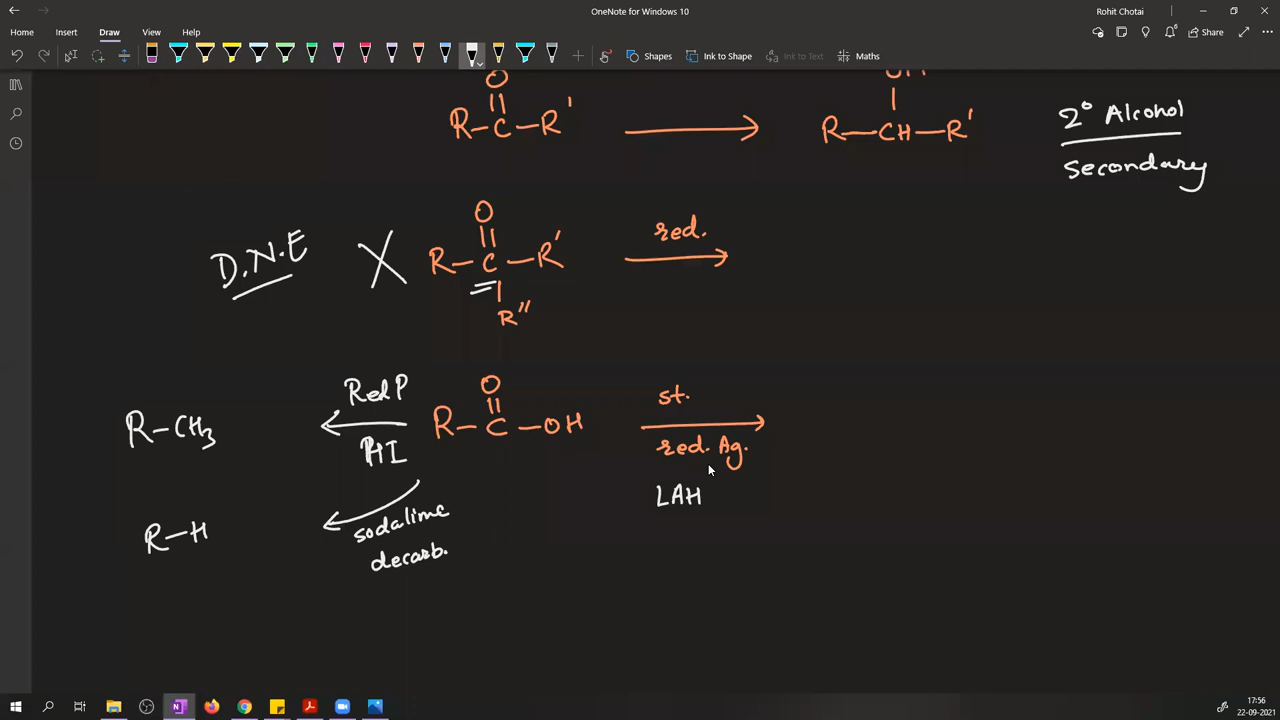 OneNote for Windows 10
Rohit Chotai
Home Insert Draw View Help
Share
Shapes Ink to Shape Ink to Text Maths
O
R-C-R'
OH
R-CH-R'
2° Alcohol
Secondary
D.N.E X
O
R-C-R'
R''
red.
R-CH3
Red P
HI
O
R-C-OH
st.
red. Ag.
LAH
R-H
sodalime
decarb.
17:56
22-09-2021